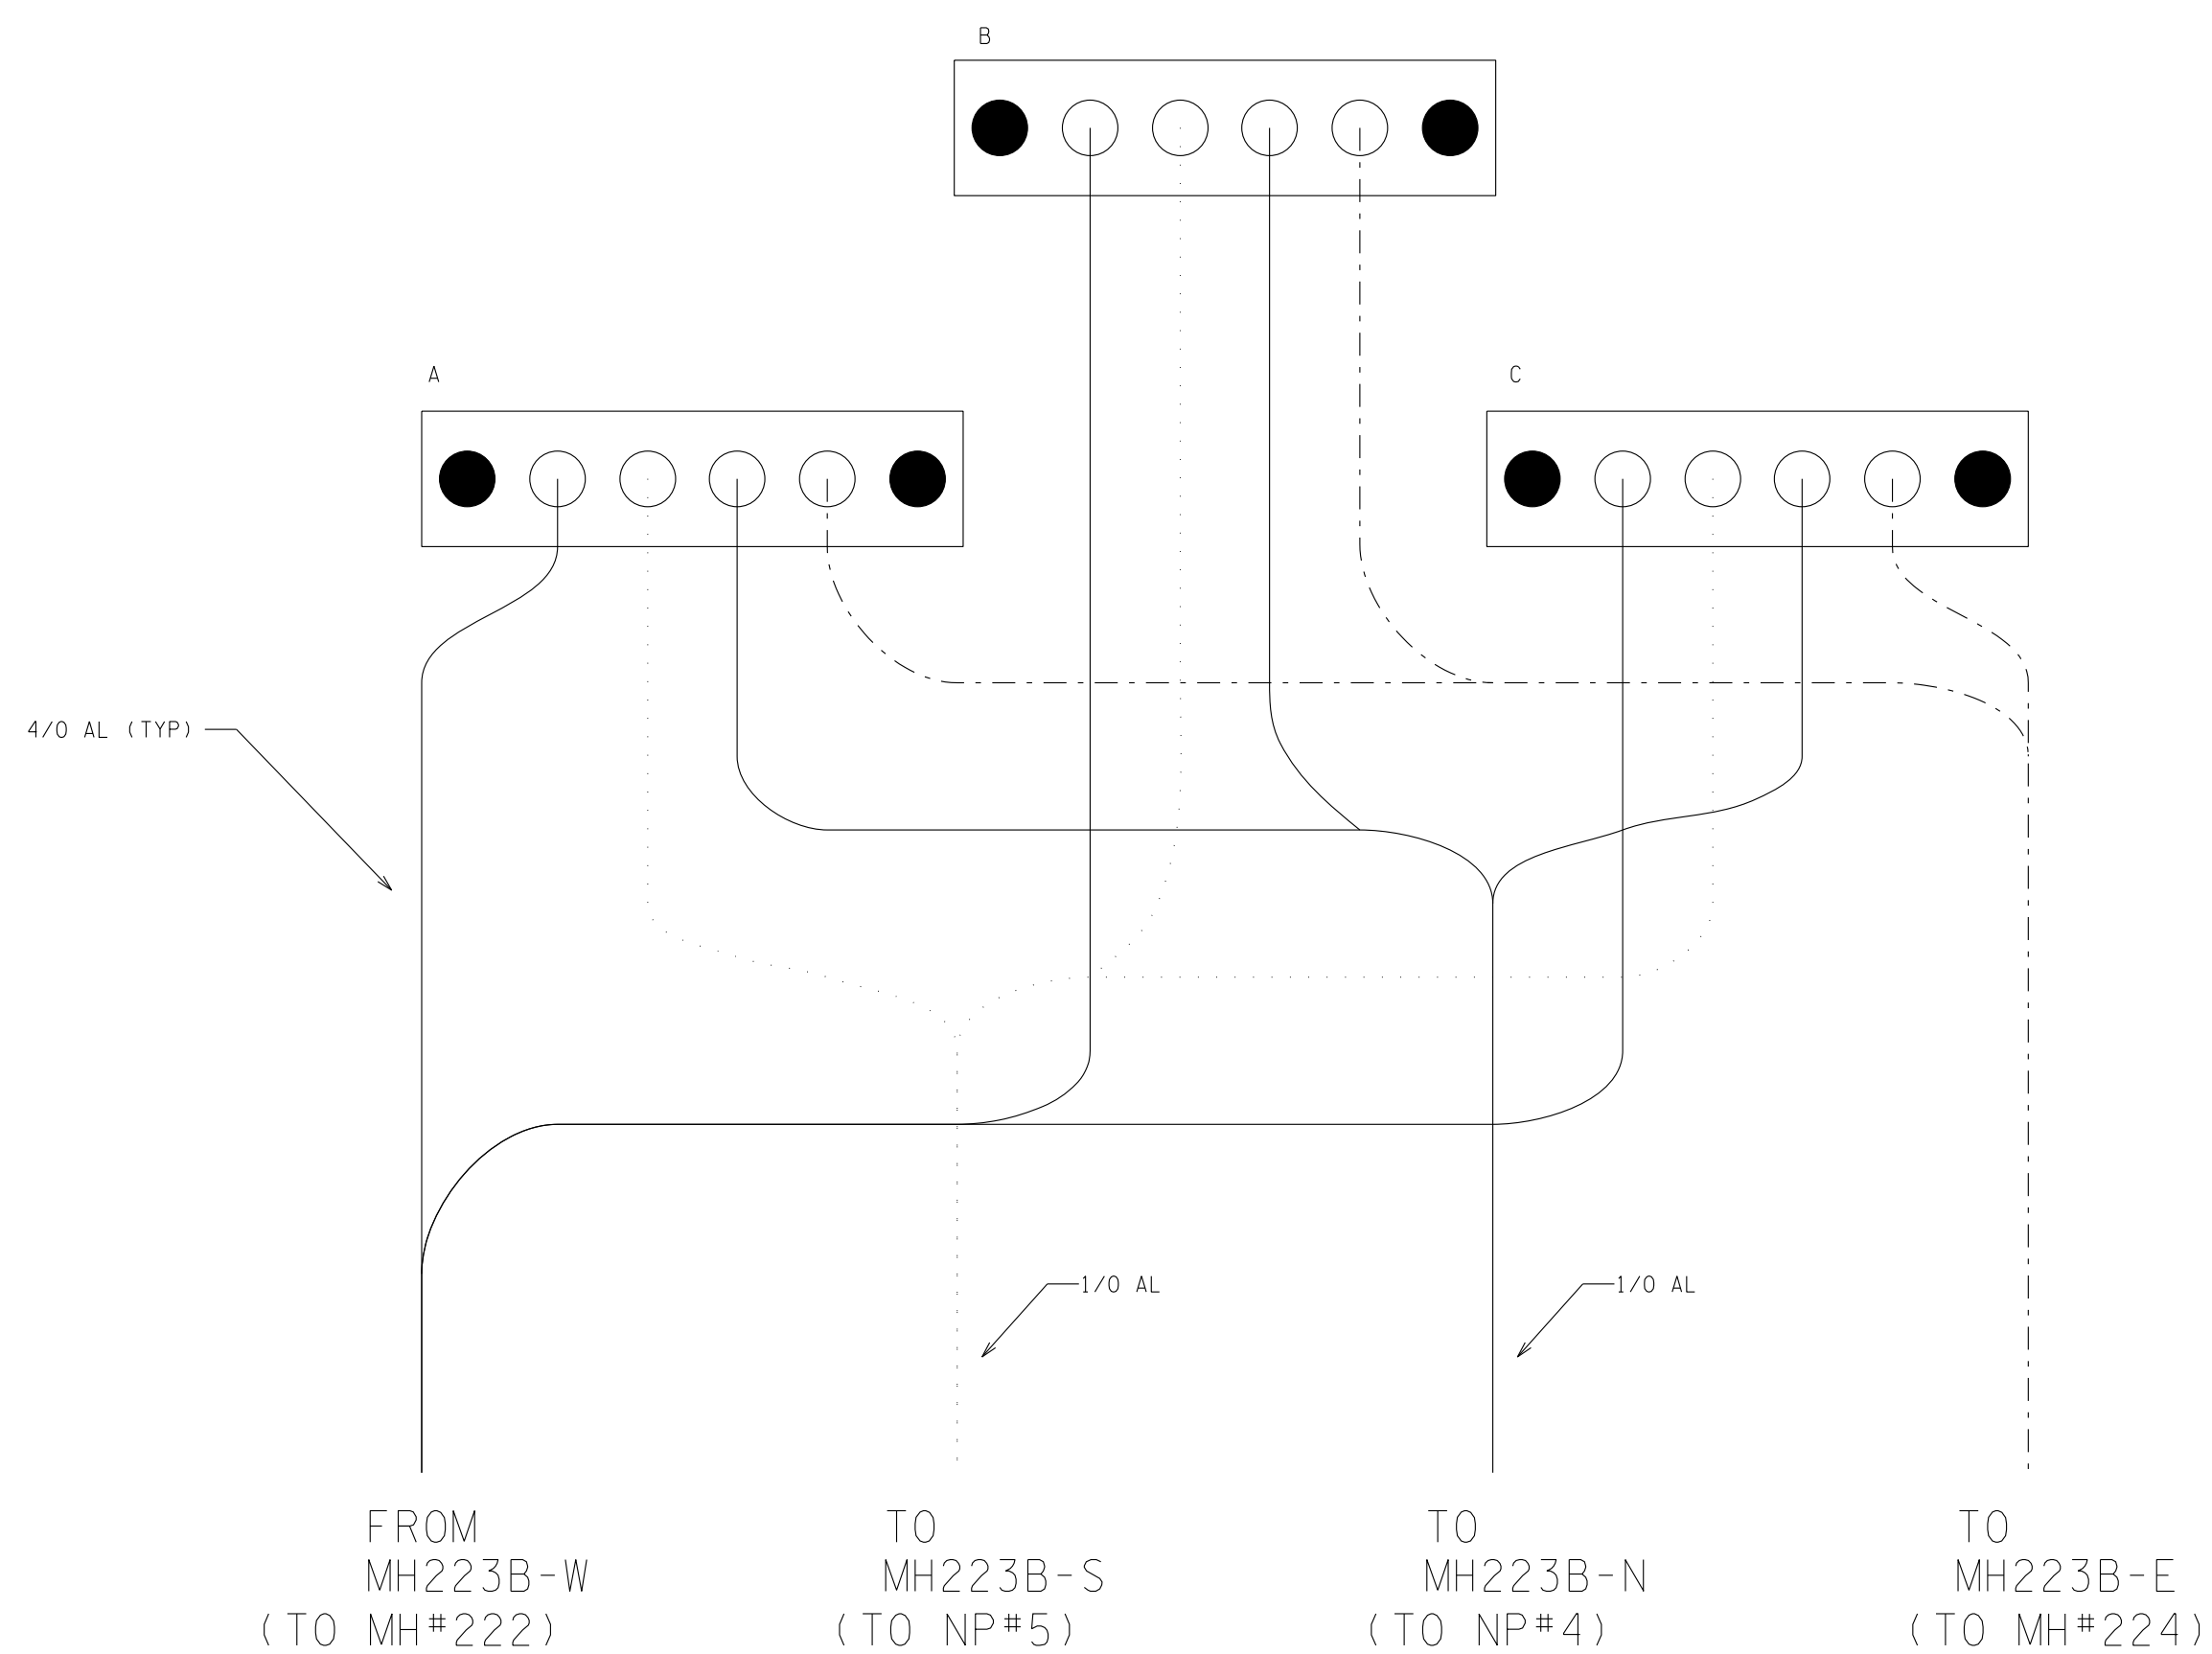 B
A
C
4/0 AL (TYP)
1/0 AL
1/0 AL
FROM
MH223B-W
(TO MH#222)
TO
MH223B-S
(TO NP#5)
TO
MH223B-N
(TO NP#4)
TO
MH223B-E
(TO MH#224)